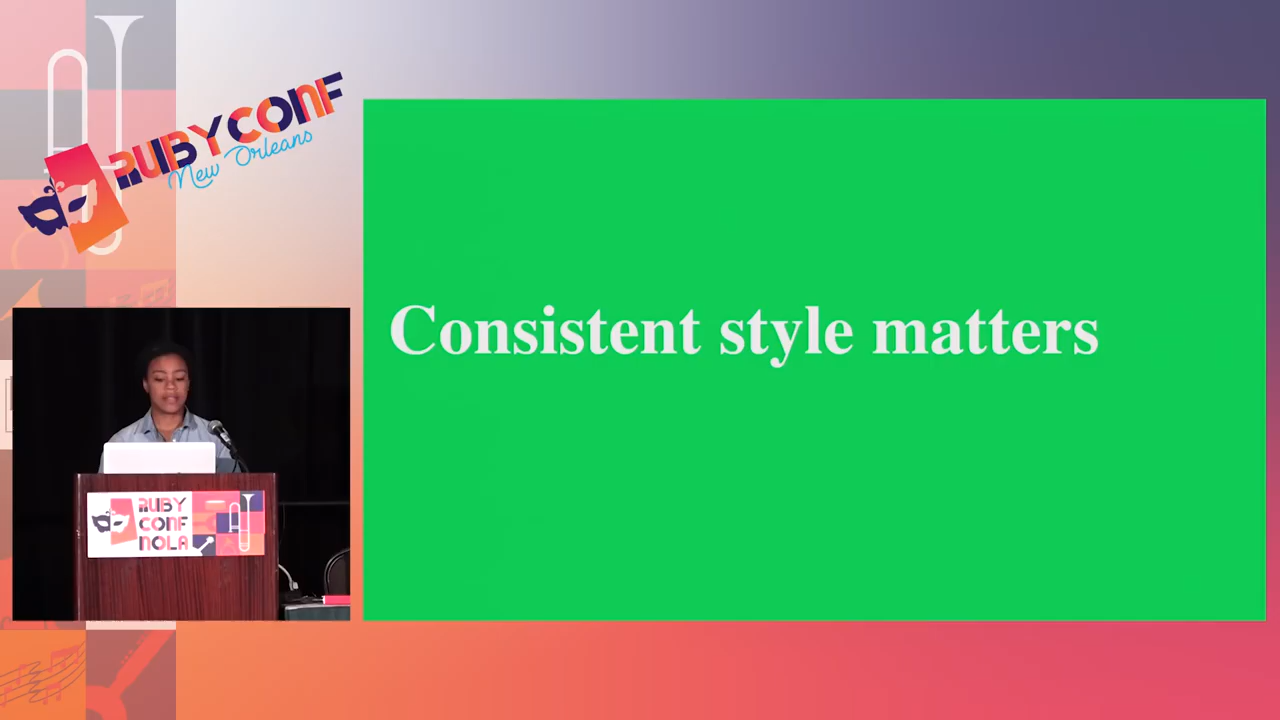 RUBYCONF
New Orleans
Consistent style matters
RUBY
CONF
NOLA